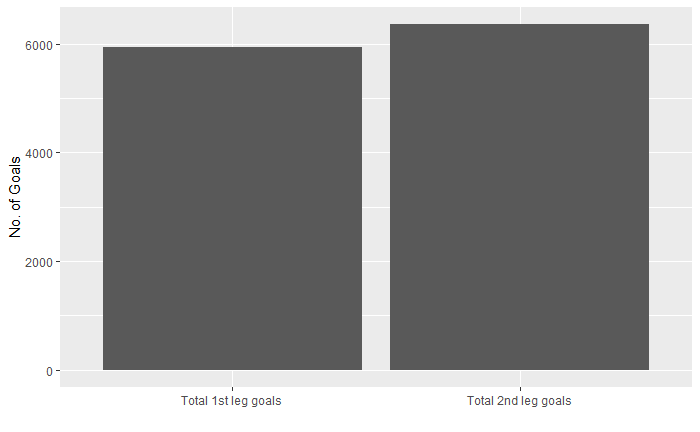 No. of Goals
6000
4000
2000
0
Total 1st leg goals
Total 2nd leg goals